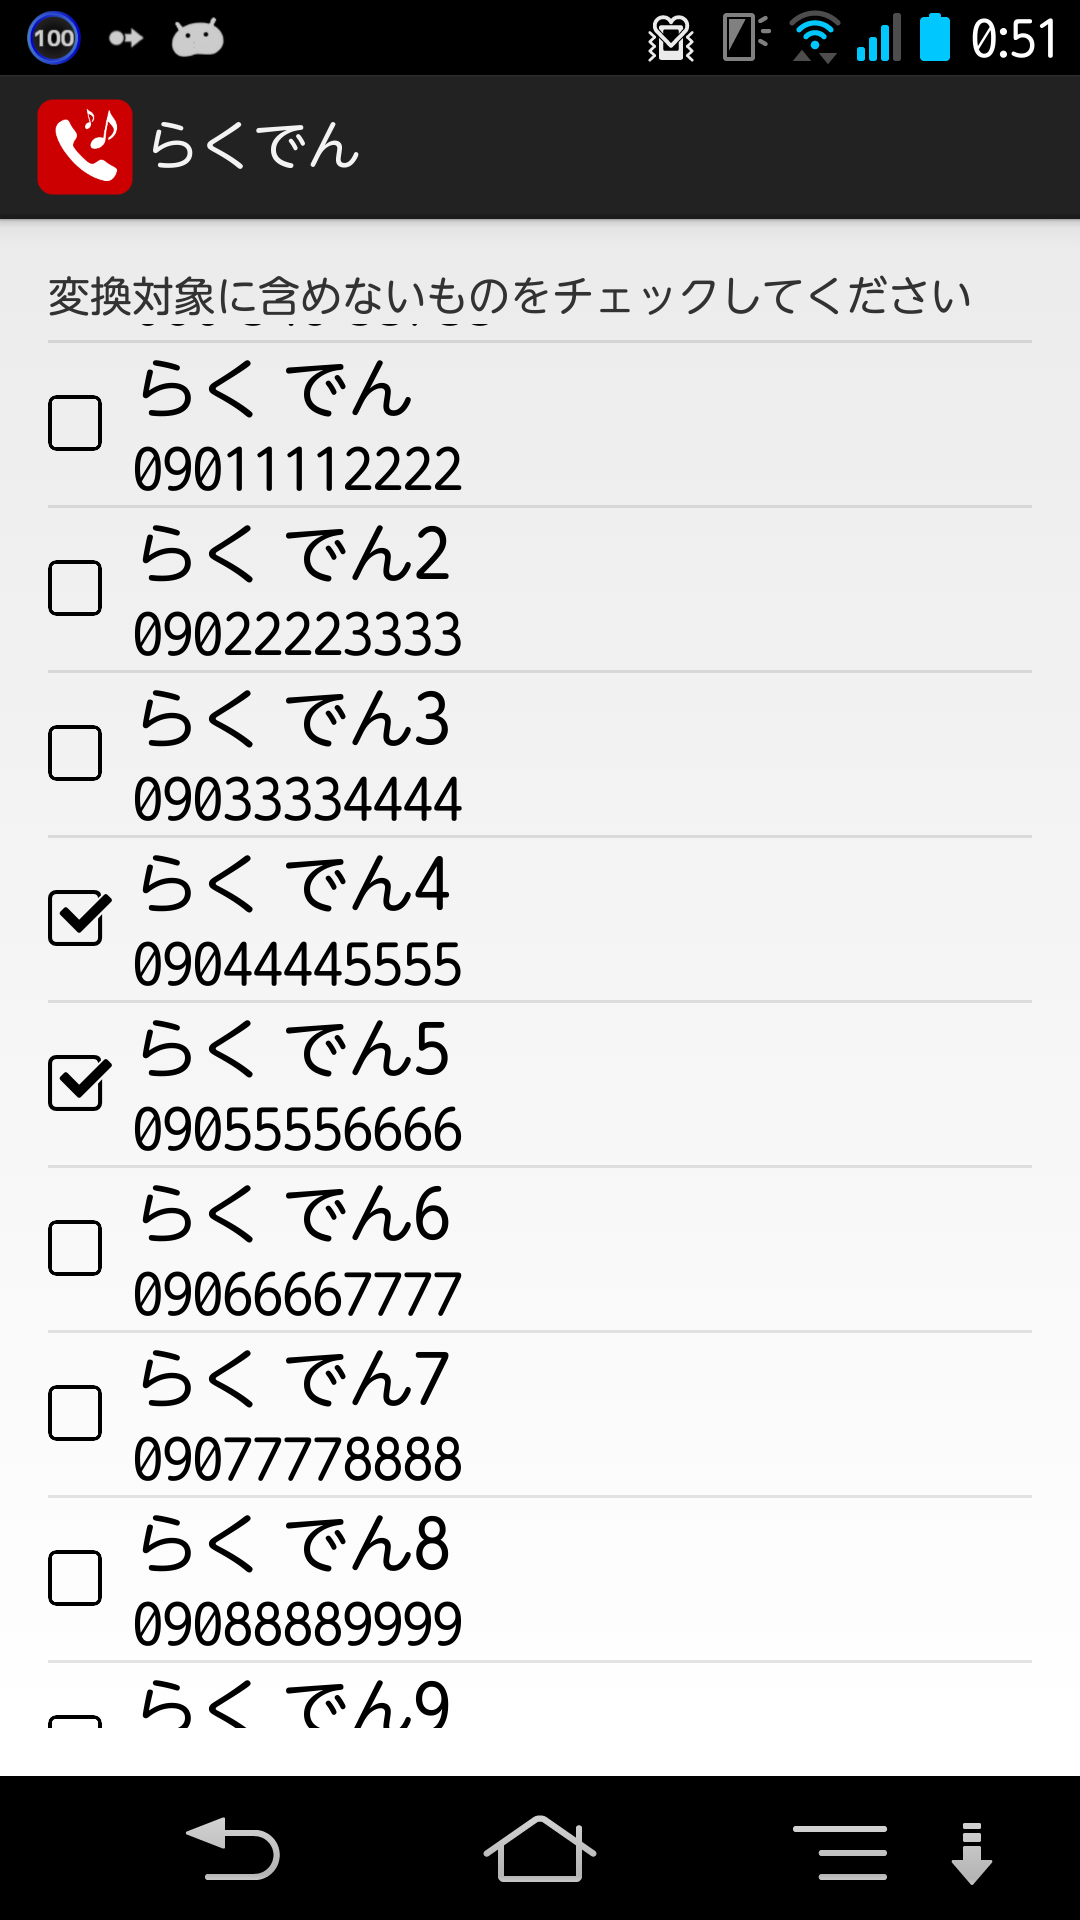 100
0:51
らくでん
変換対象に含めないものをチェックしてください
らく でん
09011112222
らく でん2
09022223333
らく でん3
09033334444
らく でん4
09044445555
らく でん5
09055556666
らく でん6
09066667777
らく でん7
09077778888
らく でん8
09088889999
らく でん9